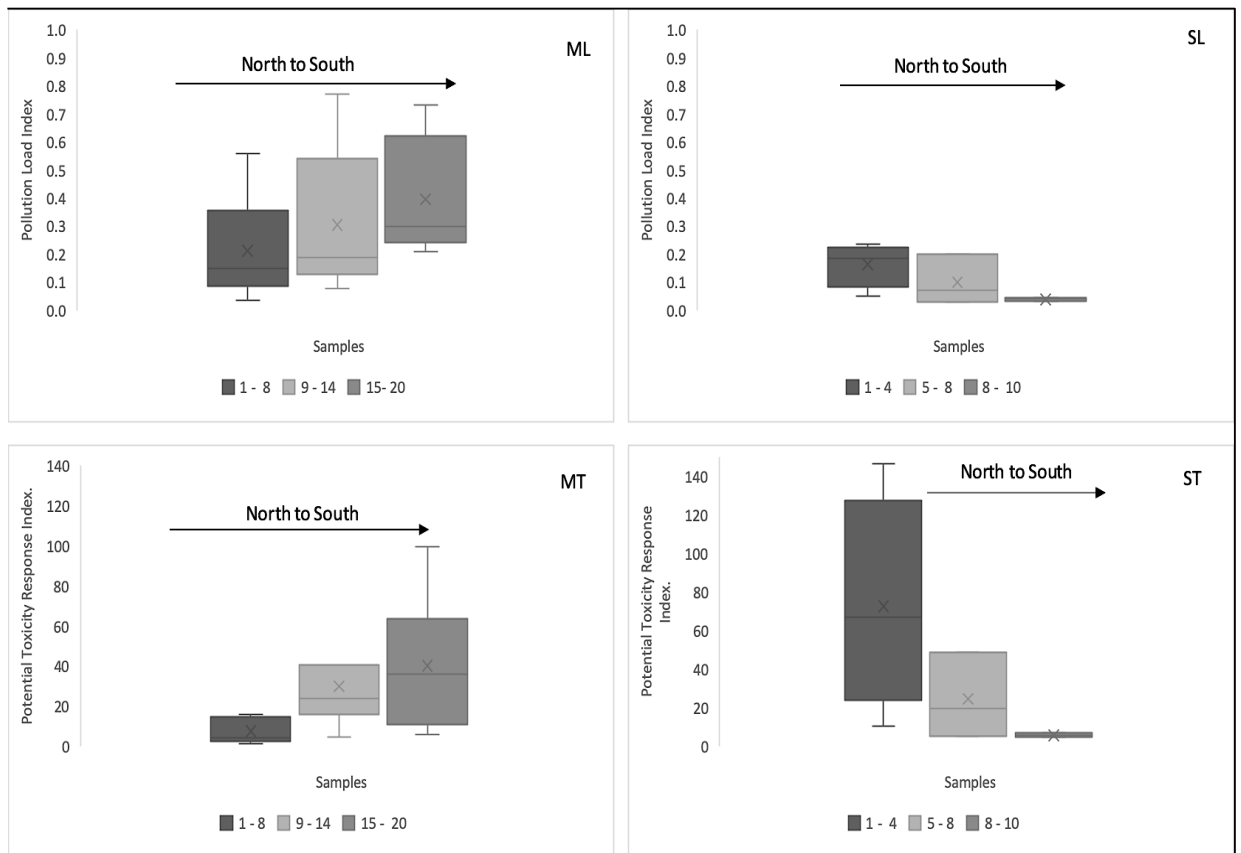 ML
North to South
Pollution Load Index
1.0
0.9
0.8
0.7
0.6
0.5
0.4
0.3
0.2
0.1
0.0
Samples
1 - 8 9 - 14 15- 20
SL
North to South
Pollution Load Index
1.0
0.9
0.8
0.7
0.6
0.5
0.4
0.3
0.2
0.1
0.0
Samples
1 - 4 5 - 8 8 - 10
MT
North to South
Potential Toxicity Response Index.
140
120
100
80
60
40
20
0
Samples
1 - 8 9 - 14 15 - 20
ST
North to South
Potential Toxicity Response
Index.
140
120
100
80
60
40
20
0
Samples
1 - 4 5 - 8 8 - 10